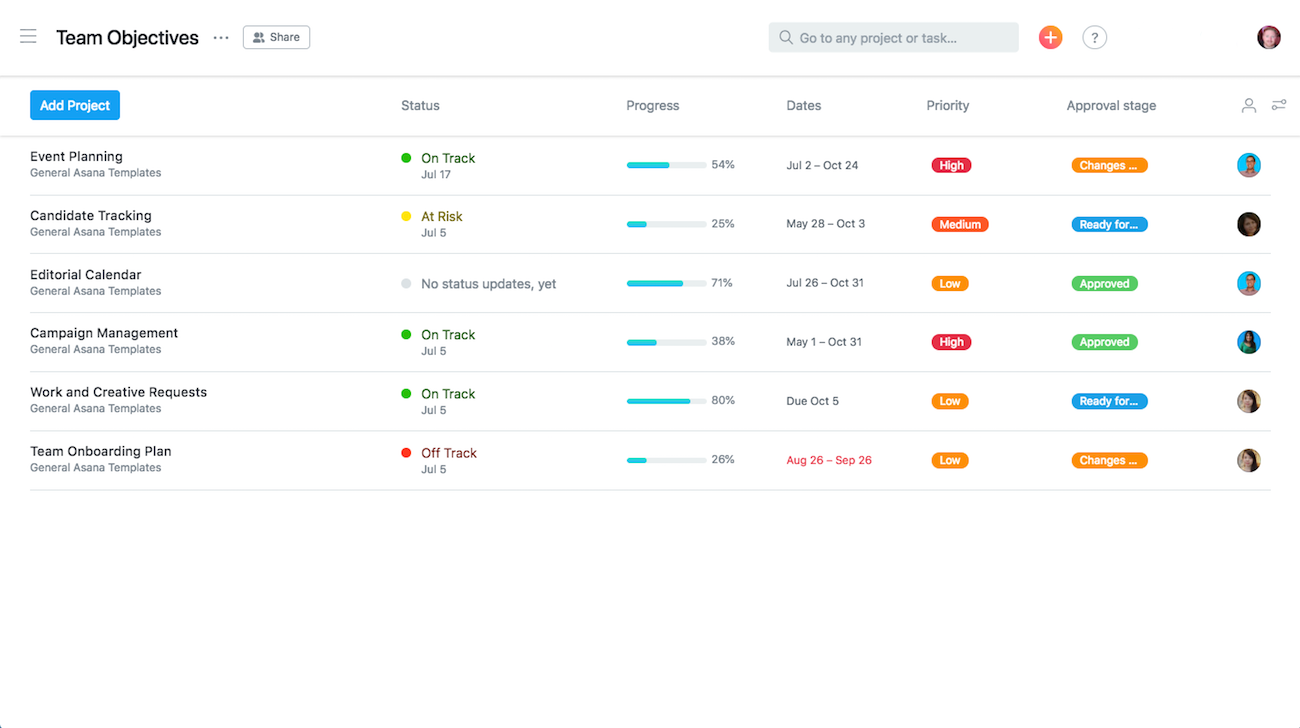 Team Objectives ... Share
Go to any project or task...
?
Add Project Status Progress Dates Priority Approval stage
Event Planning
General Asana Templates
On Track
Jul 17
54% Jul 2 – Oct 24 High Changes ...
Candidate Tracking
General Asana Templates
At Risk
Jul 5
25% May 28 – Oct 3 Medium Ready for...
Editorial Calendar
General Asana Templates
No status updates, yet 71% Jul 26 – Oct 31 Low Approved
Campaign Management
General Asana Templates
On Track
Jul 5
38% May 1 – Oct 31 High Approved
Work and Creative Requests
General Asana Templates
On Track
Jul 5
80% Due Oct 5 Low Ready for...
Team Onboarding Plan
General Asana Templates
Off Track
Jul 5
26% Aug 26 – Sep 26 Low Changes ...